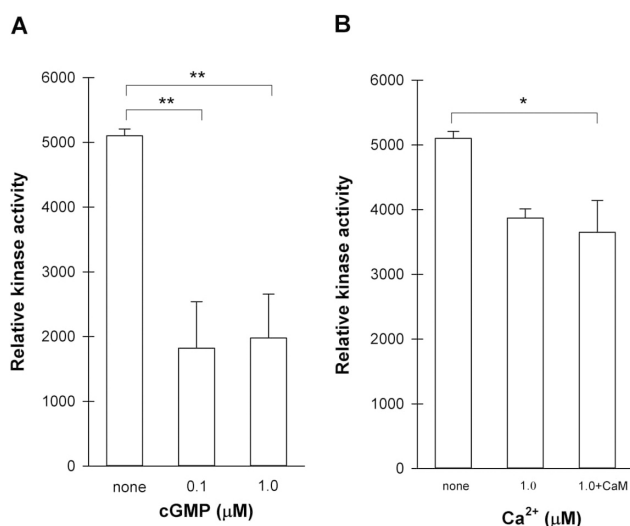 A
**
**
6000
5000
4000
3000
2000
1000
0
Relative kinase activity
none 0.1 1.0
cGMP (μM)
B
*
6000
5000
4000
3000
2000
1000
0
Relative kinase activity
none 1.0 1.0+CaM
Ca²⁺ (μM)